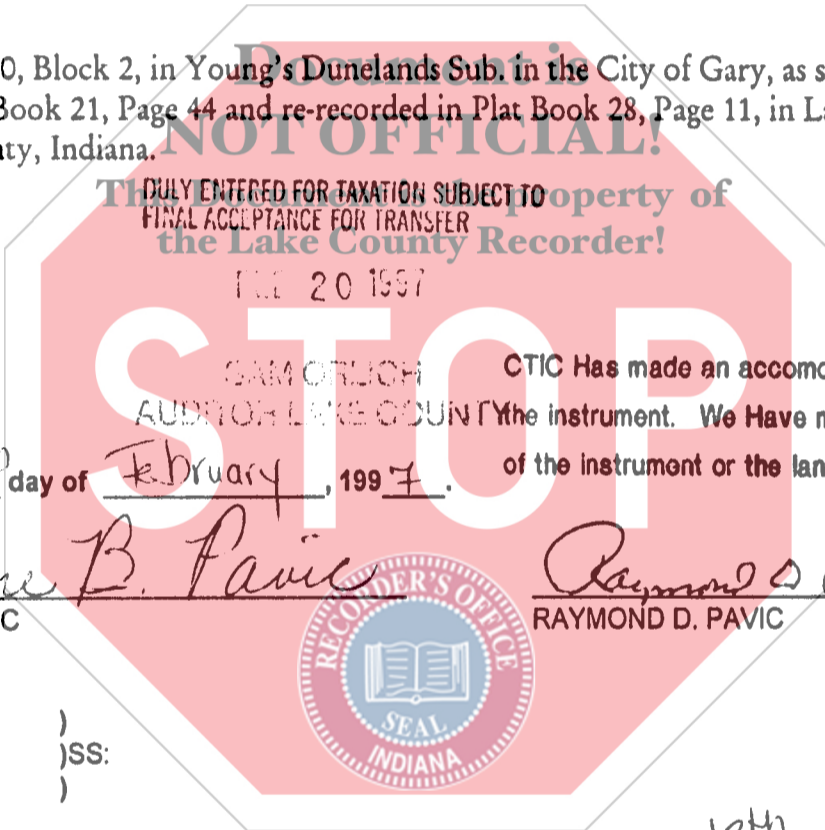 Document is
0, Block 2, in Young's Dunelands Sub. in the City of Gary, as s
Book 21, Page 44 and re-recorded in Plat Book 28, Page 11, in La
ty, Indiana.
NOT OFFICIAL!
This Document is the property of
the Lake County Recorder!
DULY ENTERED FOR TAXATION SUBJECT TO
FINAL ACCEPTANCE FOR TRANSFER
20 1997
STOP
SAM ORLICH
AUDITOR LAKE COUNTY
CTIC Has made an accomo
the instrument. We Have
of the instrument or the lan
day of February, 1997.
B. Pavic
Raymond D
C
RAYMOND D. PAVIC
RECORDER'S OFFICE
SEAL
INDIANA
)
)SS:
)